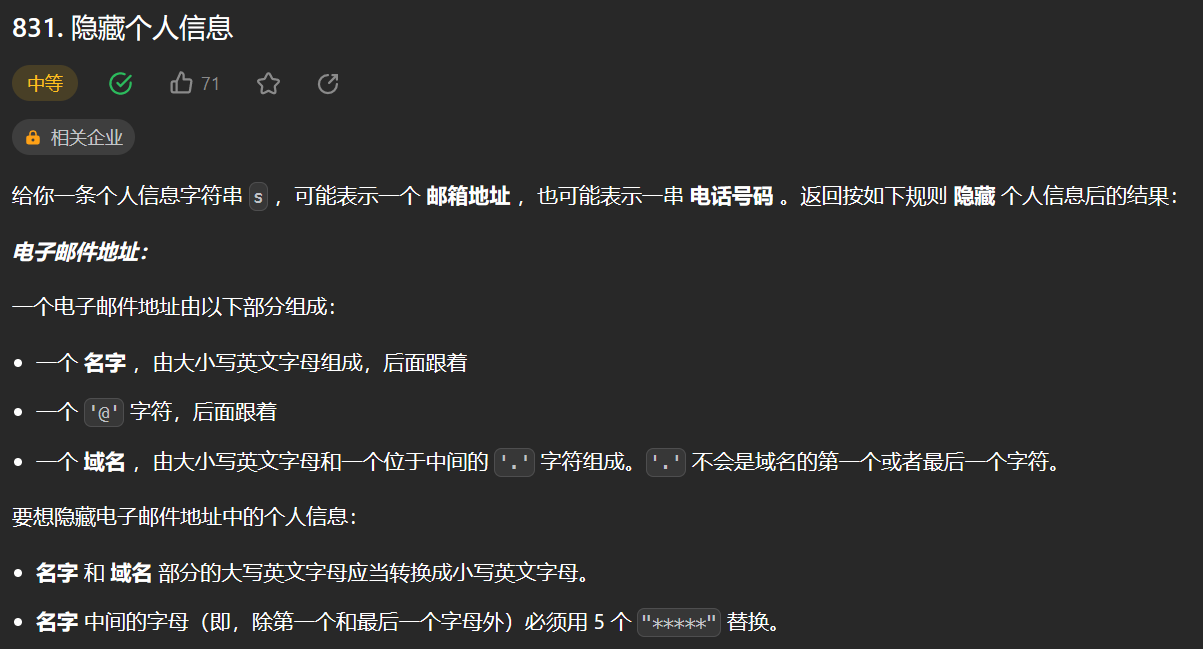 831. 隐藏个人信息
中等 71
相关企业
给你一条个人信息字符串 s ，可能表示一个 邮箱地址 ，也可能表示一串 电话号码 。返回按如下规则 隐藏 个人信息后的结果：
电子邮件地址：
一个电子邮件地址由以下部分组成：
• 一个 名字 ，由大小写英文字母组成，后面跟着
• 一个 '@' 字符，后面跟着
• 一个 域名 ，由大小写英文字母和一个位于中间的 '.' 字符组成。'.' 不会是域名的第一个或者最后一个字符。
要想隐藏电子邮件地址中的个人信息：
• 名字 和 域名 部分的大写英文字母应当转换成小写英文字母。
• 名字 中间的字母（即，除第一个和最后一个字母外）必须用 5 个 "*****" 替换。